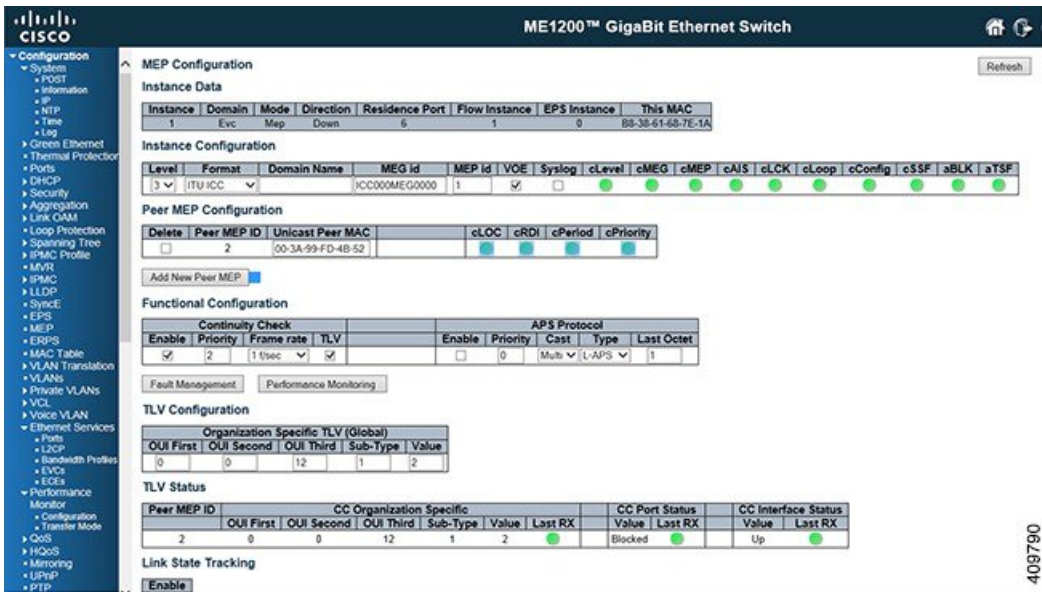 CISCO
ME1200™ GigaBit Ethernet Switch
Configuration
System
POST
Information
IP
NTP
Time
Log
Green Ethernet
Thermal Protection
Ports
DHCP
Security
Aggregation
Link OAM
Loop Protection
Spanning Tree
IPMC Profile
MVR
IPMC
LLDP
SyncE
EPS
MEP
ERPS
MAC Table
VLAN Translation
VLANs
Private VLANs
VCL
Voice VLAN
Ethernet Services
Ports
L2CP
Bandwidth Profiles
EVCs
ECEs
Performance
Monitor
Configuration
Transfer Mode
QoS
HQoS
Mirroring
UPnP
PTP
MEP Configuration
Refresh
Instance Data
Instance Domain Mode Direction Residence Port Flow Instance EPS Instance This MAC
1 Evc Mep Down 6 1 0 B8-38-61-68-7E-1A
Instance Configuration
Level Format Domain Name MEG id MEP id VOE Syslog cLevel cMEG cMEP cAIS cLCK cLoop cConfig cSSF aBLK aTSF
3 ITU ICC ICC000MEG0000 1
Peer MEP Configuration
Delete Peer MEP ID Unicast Peer MAC cLOC cRDI cPeriod cPriority
2 00-3A-99-FD-4B-52
Add New Peer MEP
Functional Configuration
Continuity Check APS Protocol
Enable Priority Frame rate TLV Enable Priority Cast Type Last Octet
2 1 f/sec 0 Multi L-APS 1
Fault Management Performance Monitoring
TLV Configuration
Organization Specific TLV (Global)
OUI First OUI Second OUI Third Sub-Type Value
0 0 12 1 2
TLV Status
Peer MEP ID CC Organization Specific CC Port Status CC Interface Status
OUI First OUI Second OUI Third Sub-Type Value Last RX Value Last RX Value Last RX
2 0 0 12 1 2 Blocked Up
Link State Tracking
Enable
409790